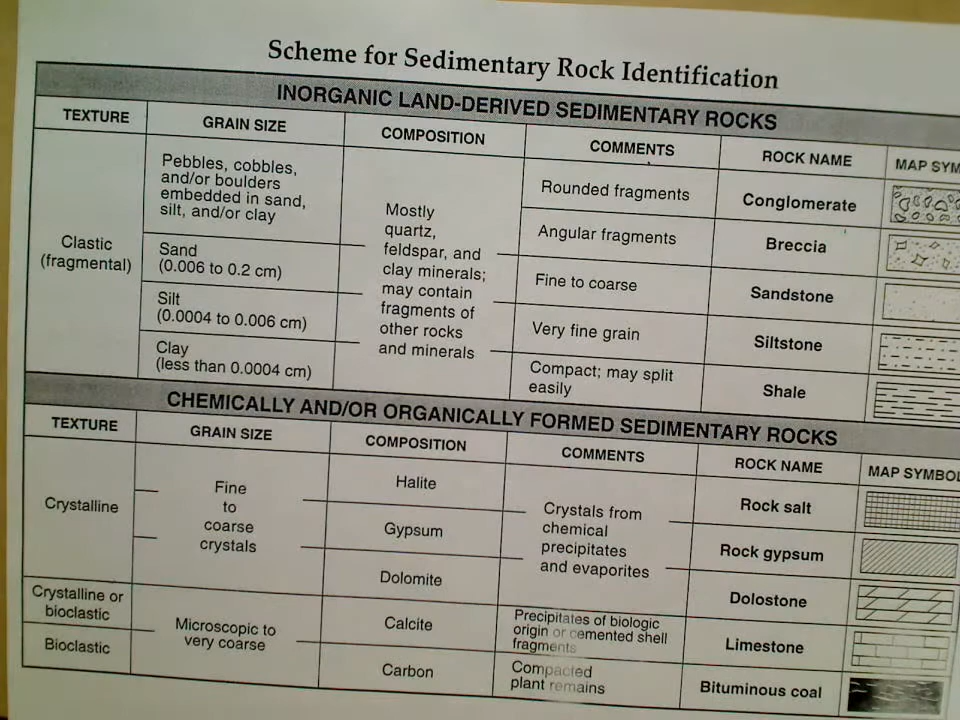 Scheme for Sedimentary Rock Identification
INORGANIC LAND-DERIVED SEDIMENTARY ROCKS
TEXTURE
GRAIN SIZE
COMPOSITION
COMMENTS
ROCK NAME
MAP SYM
Clastic
(fragmental)
Pebbles, cobbles,
and/or boulders
embedded in sand,
silt, and/or clay
Sand
(0.006 to 0.2 cm)
Silt
(0.0004 to 0.006 cm)
Clay
(less than 0.0004 cm)
Mostly
quartz,
feldspar, and
clay minerals;
may contain
fragments of
other rocks
and minerals
Rounded fragments
Conglomerate
Angular fragments
Breccia
Fine to coarse
Sandstone
Very fine grain
Siltstone
Compact; may split
easily
Shale
CHEMICALLY AND/OR ORGANICALLY FORMED SEDIMENTARY ROCKS
TEXTURE
GRAIN SIZE
COMPOSITION
COMMENTS
ROCK NAME
MAP SYMBOL
Crystalline
Fine
to
coarse
crystals
Halite
Gypsum
Dolomite
Crystals from
chemical
precipitates
and evaporites
Rock salt
Rock gypsum
Dolostone
Crystalline or
bioclastic
Microscopic to
very coarse
Calcite
Precipitates of biologic
origin or cemented shell
fragments
Limestone
Bioclastic
Carbon
Compacted
plant remains
Bituminous coal